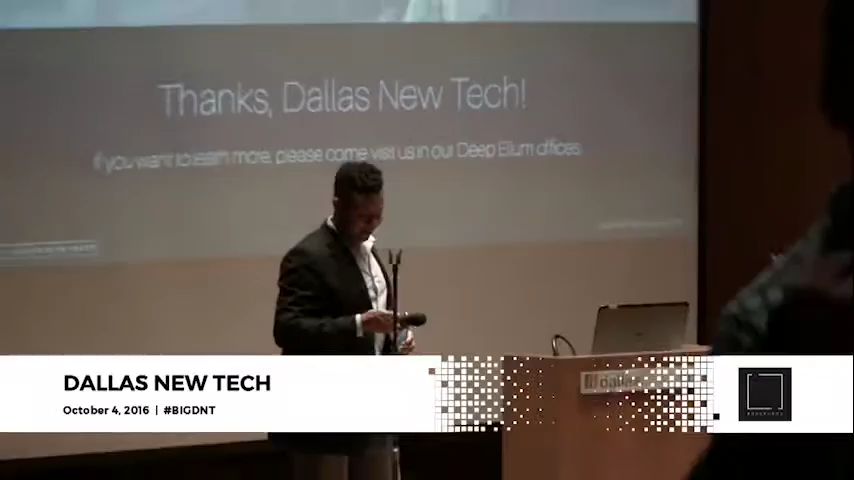 Thanks, Dallas New Tech!
If you want to learn more, please come visit us in our Deep Ellum offices
DALLAS NEW TECH
October 4, 2016 | #BIGDNT